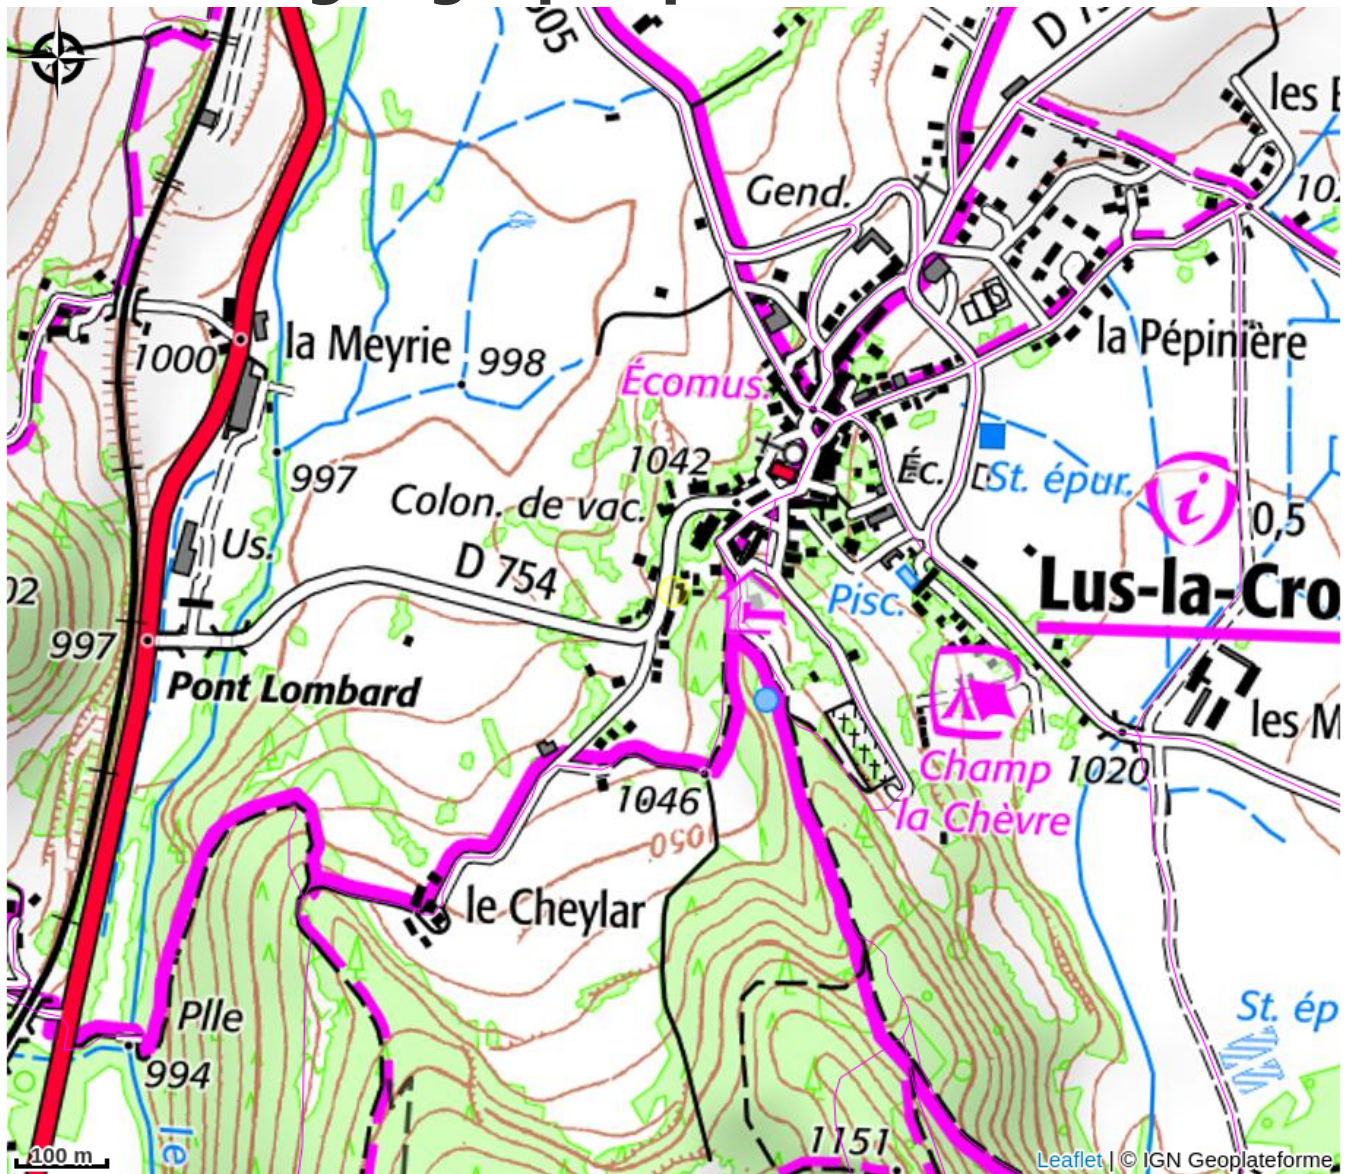 les
Gend.
la Meyrie
998
1000
la Pépinière
Écomus.
1042
997
Colon. de vac.
Éc.
St. épur.
0,5
Us.
D 754
Lus-la-Cro
Pisc.
997
Pont Lombard
les M
1046
Champ
la Chèvre
1020
1050
le Cheylar
Plle
994
St. ép
le
1151
100 m
Leaflet | © IGN Geoplateforme